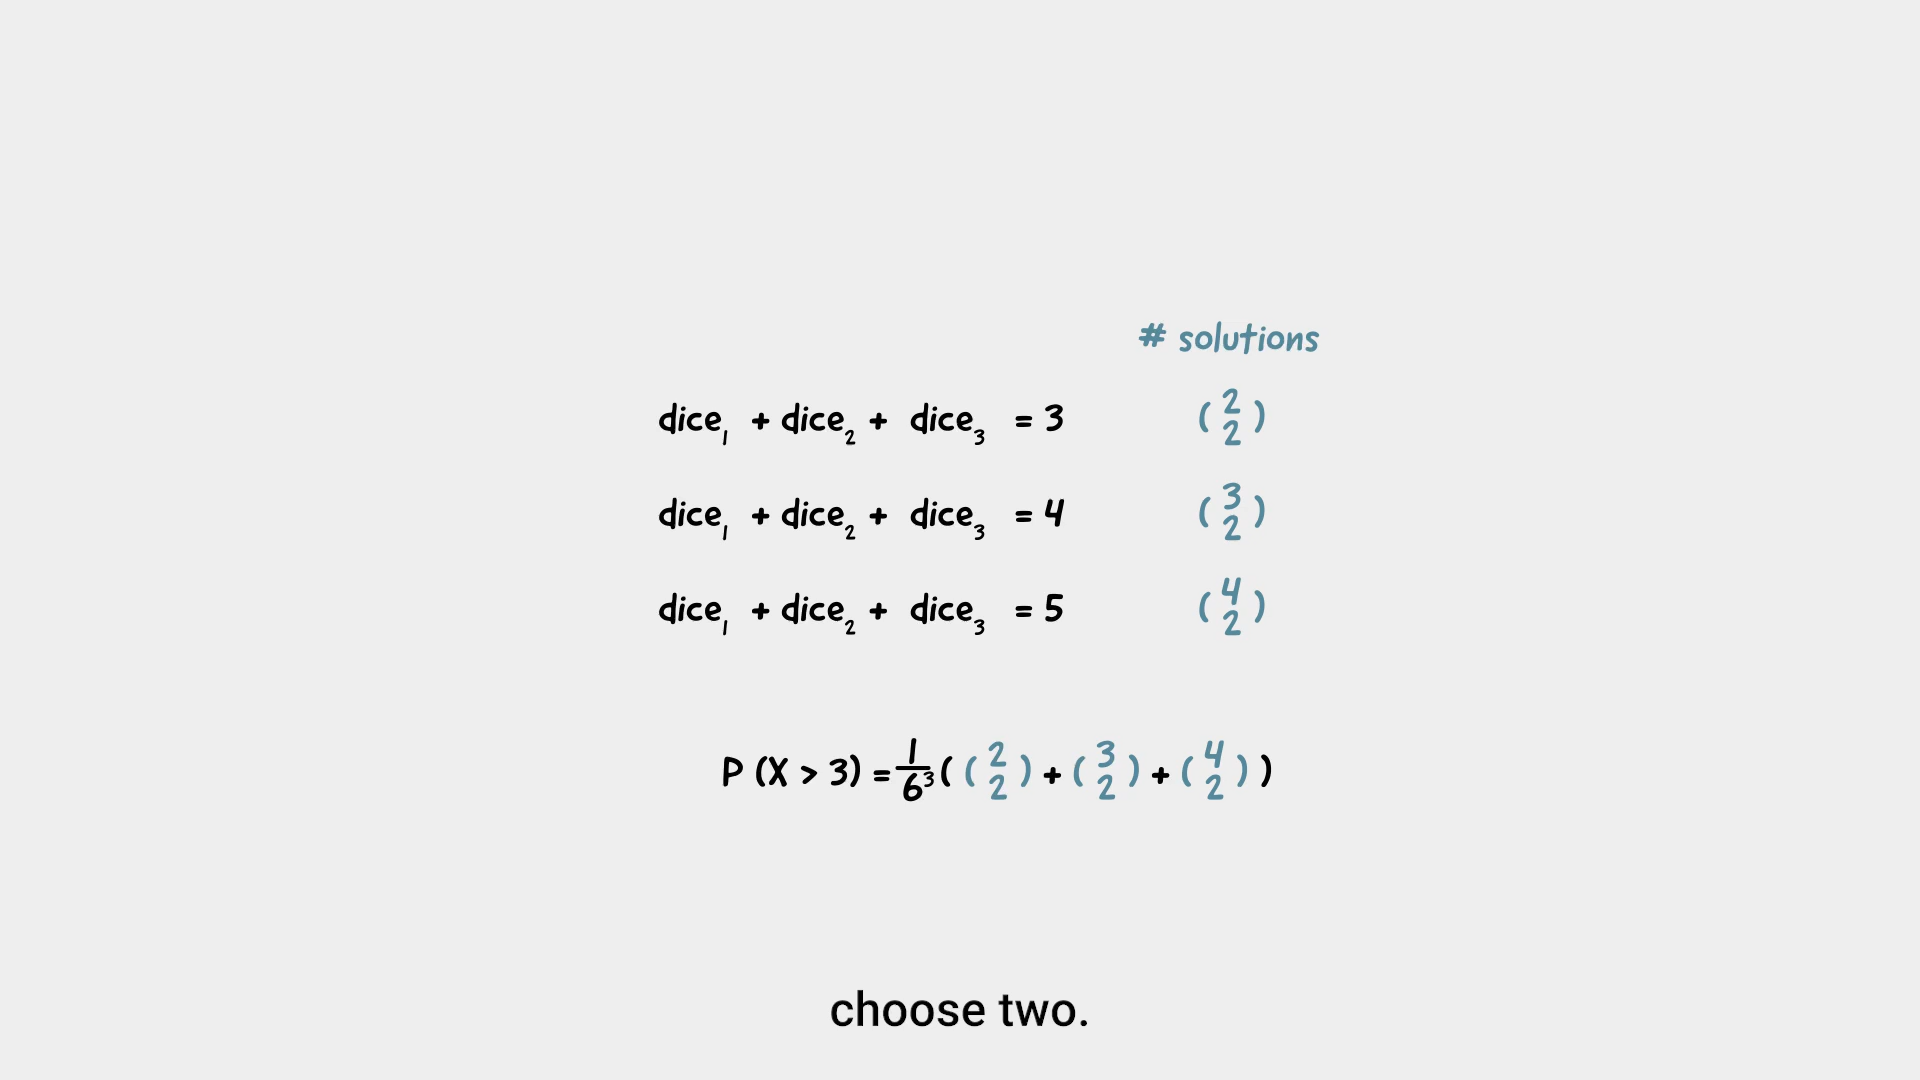 # solutions
dice₁ + dice₂ + dice₃ = 3 (2 2)
dice₁ + dice₂ + dice₃ = 4 (3 2)
dice₁ + dice₂ + dice₃ = 5 (4 2)
P (X > 3) = 1/6³ ( (2 2) + (3 2) + (4 2) )
choose two.